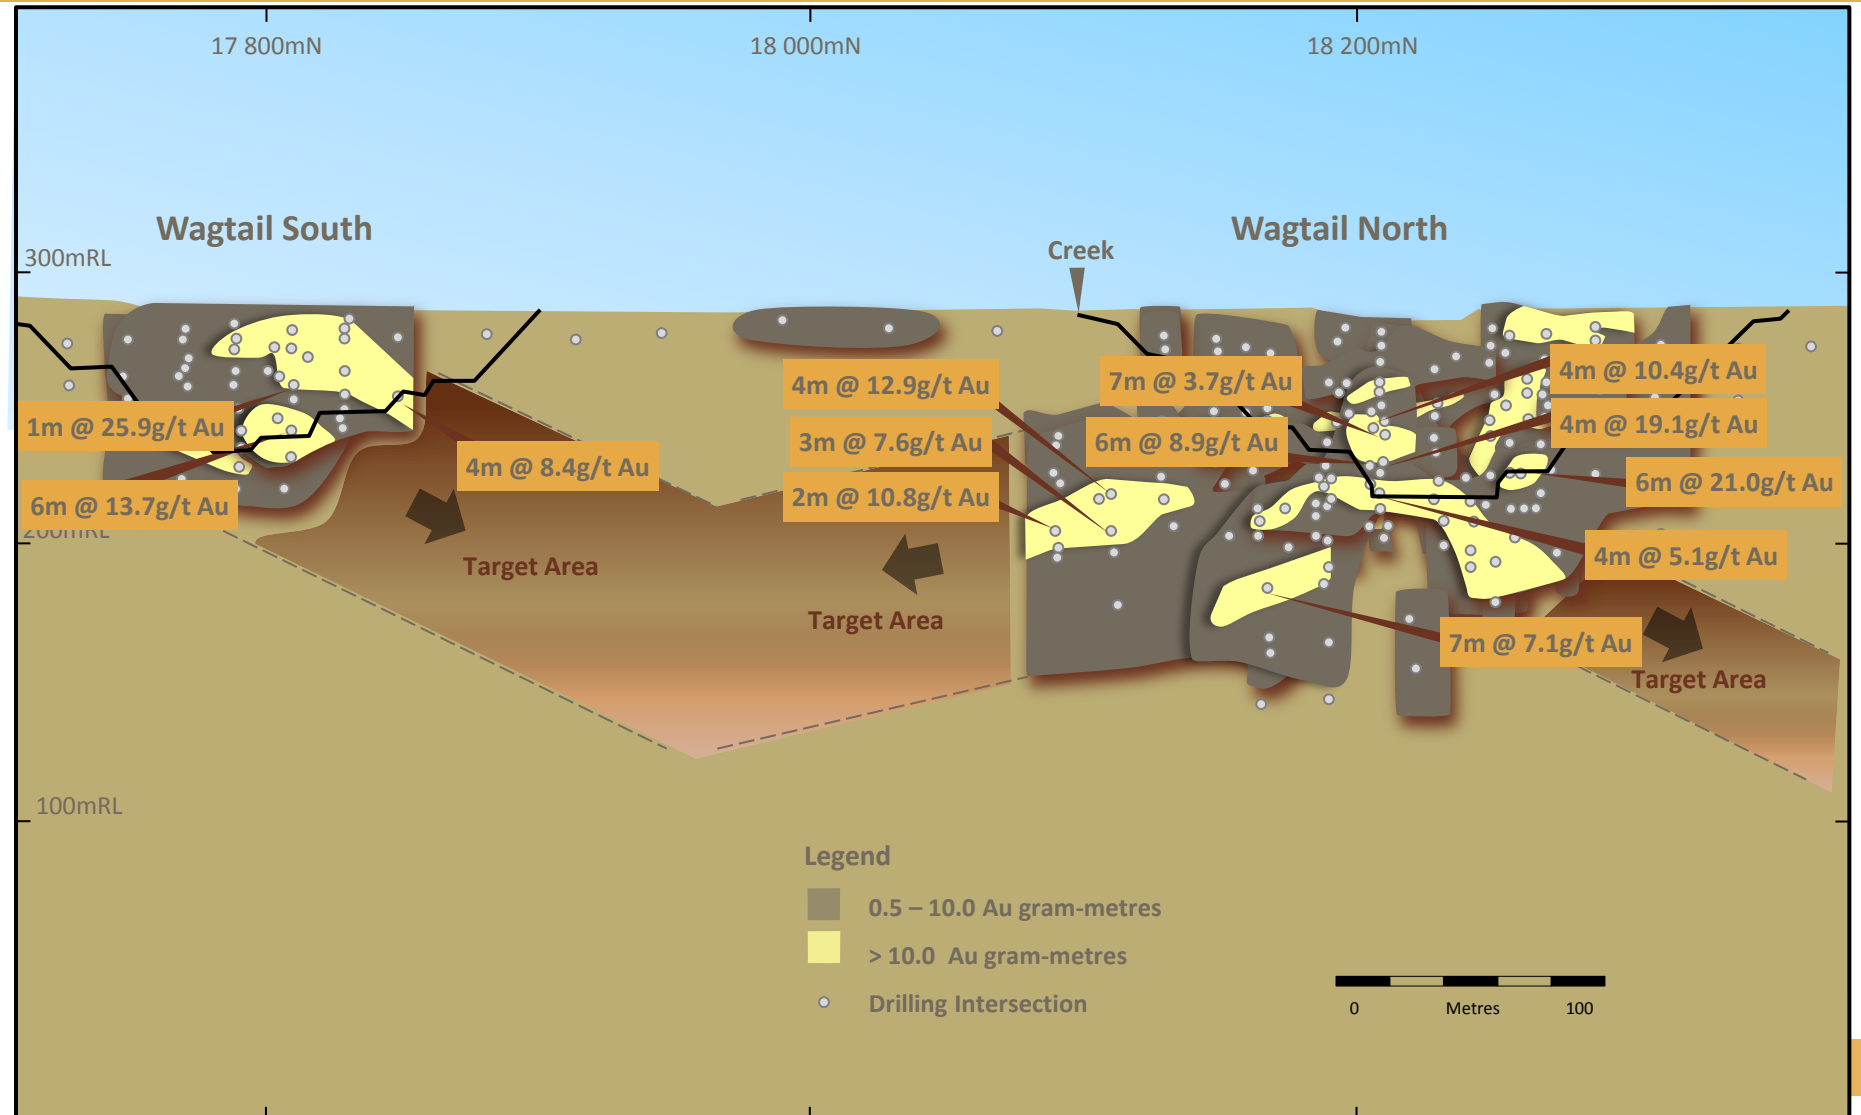 17 800mN
18 000mN
18 200mN
Wagtail South
Wagtail North
Creek
300mRL
4m @ 12.9g/t Au
7m @ 3.7g/t Au
4m @ 10.4g/t Au
1m @ 25.9g/t Au
3m @ 7.6g/t Au
6m @ 8.9g/t Au
4m @ 19.1g/t Au
4m @ 8.4g/t Au
2m @ 10.8g/t Au
6m @ 21.0g/t Au
6m @ 13.7g/t Au
200mRL
Target Area
4m @ 5.1g/t Au
Target Area
7m @ 7.1g/t Au
Target Area
100mRL
Legend
0.5 – 10.0 Au gram-metres
> 10.0 Au gram-metres
Drilling Intersection
0 Metres 100